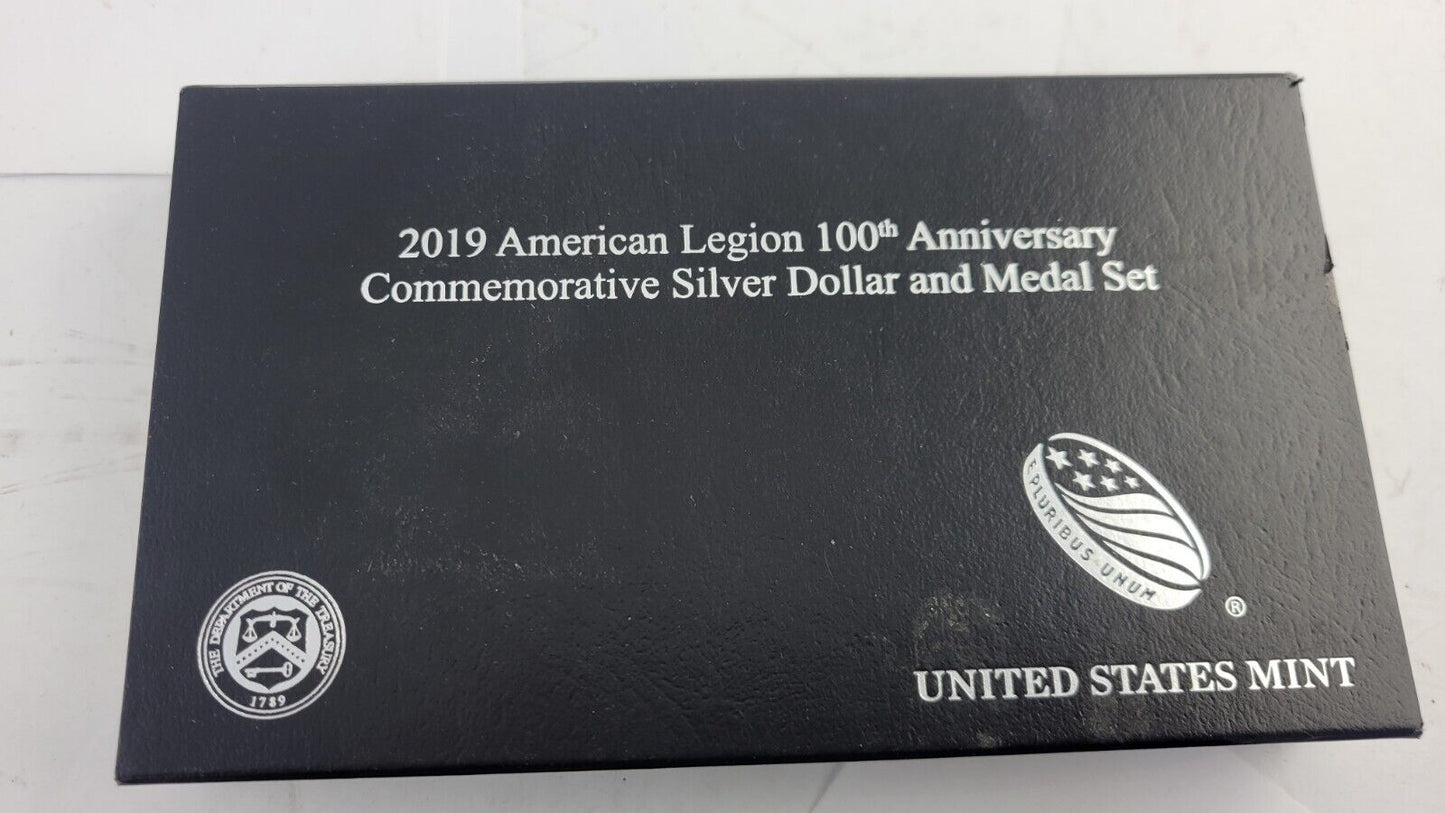 2019 American Legion 100th Anniversary
Commemorative Silver Dollar and Medal Set
E PLURIBUS UNUM
®
THE DEPARTMENT OF THE TREASURY
1789
UNITED STATES MINT